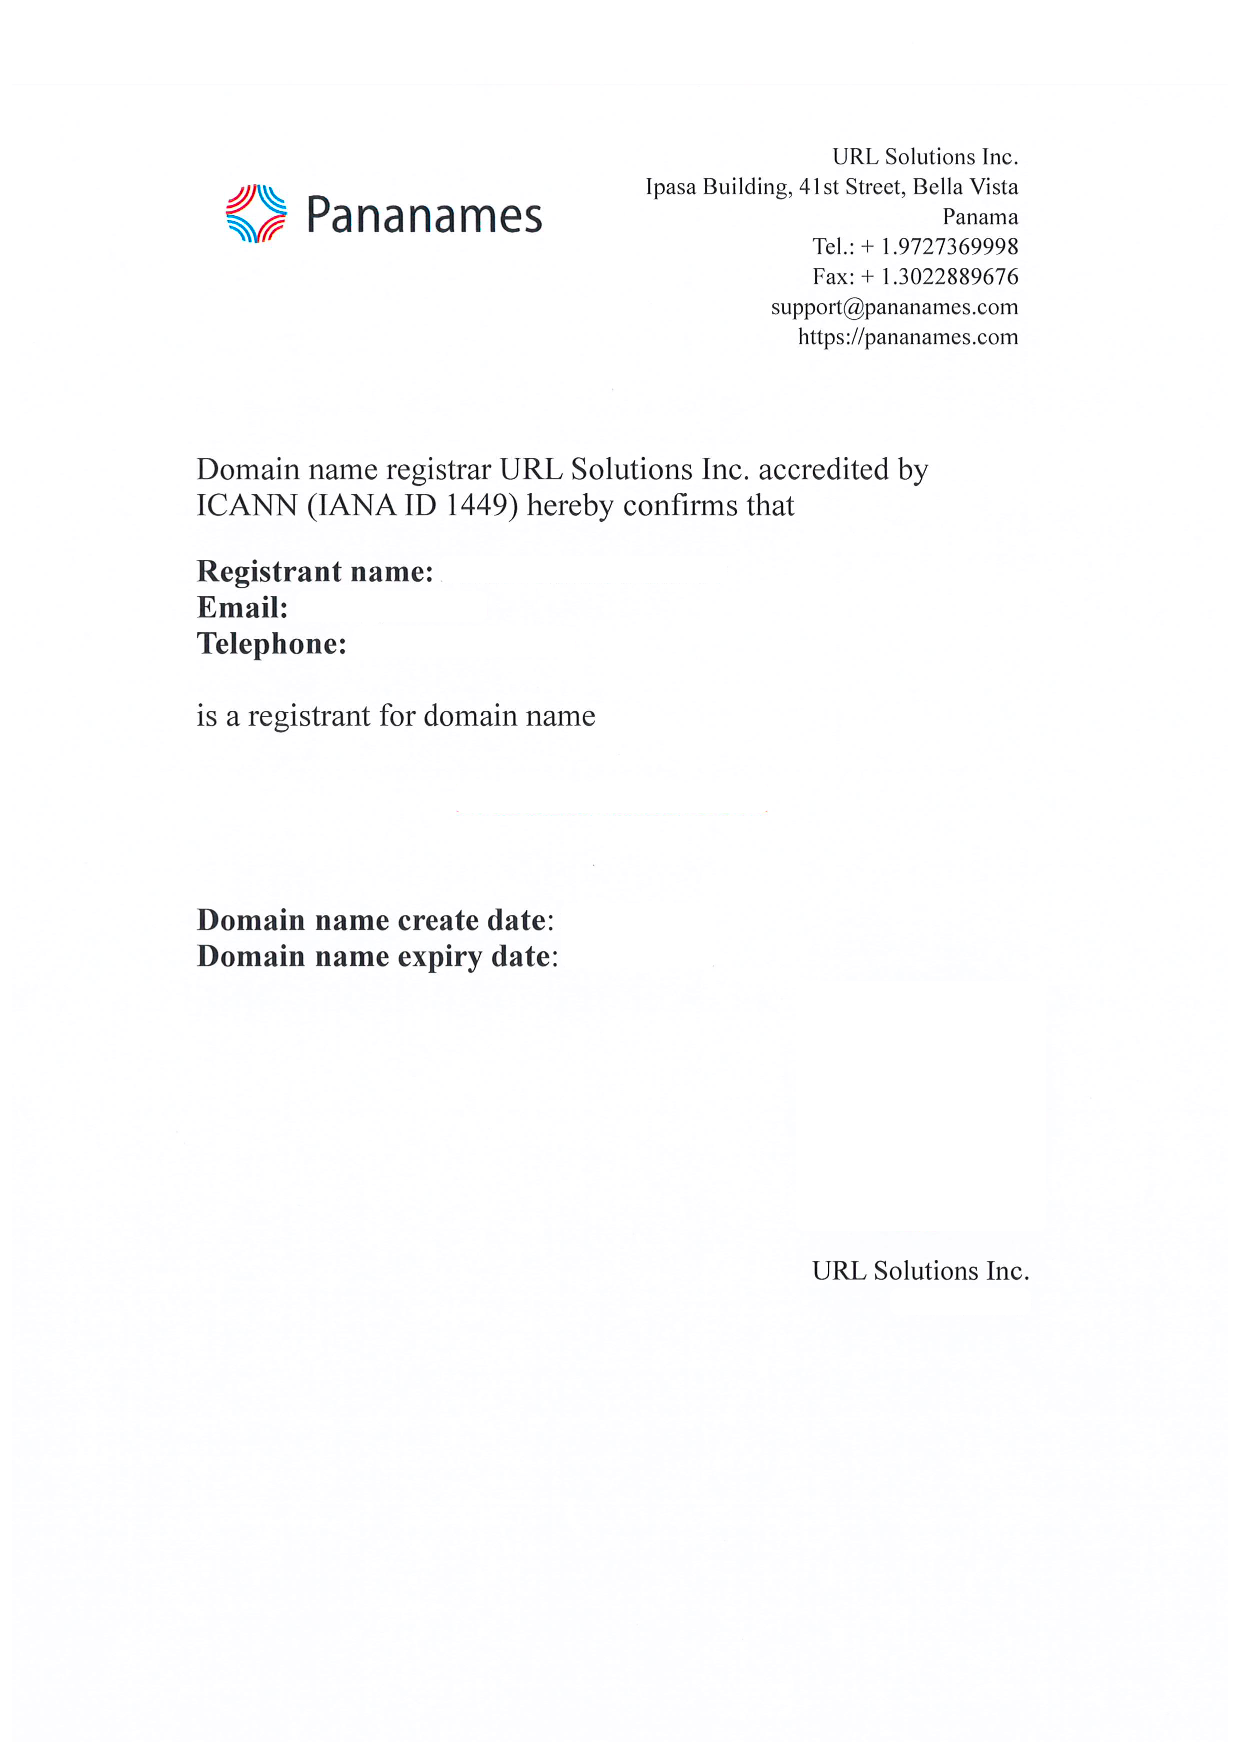 Pananames
URL Solutions Inc.
Ipasa Building, 41st Street, Bella Vista
Panama
Tel.: + 1.9727369998
Fax: + 1.3022889676
support@pananames.com
https://pananames.com
Domain name registrar URL Solutions Inc. accredited by
ICANN (IANA ID 1449) hereby confirms that
Registrant name:
Email:
Telephone:
is a registrant for domain name
Domain name create date:
Domain name expiry date:
URL Solutions Inc.